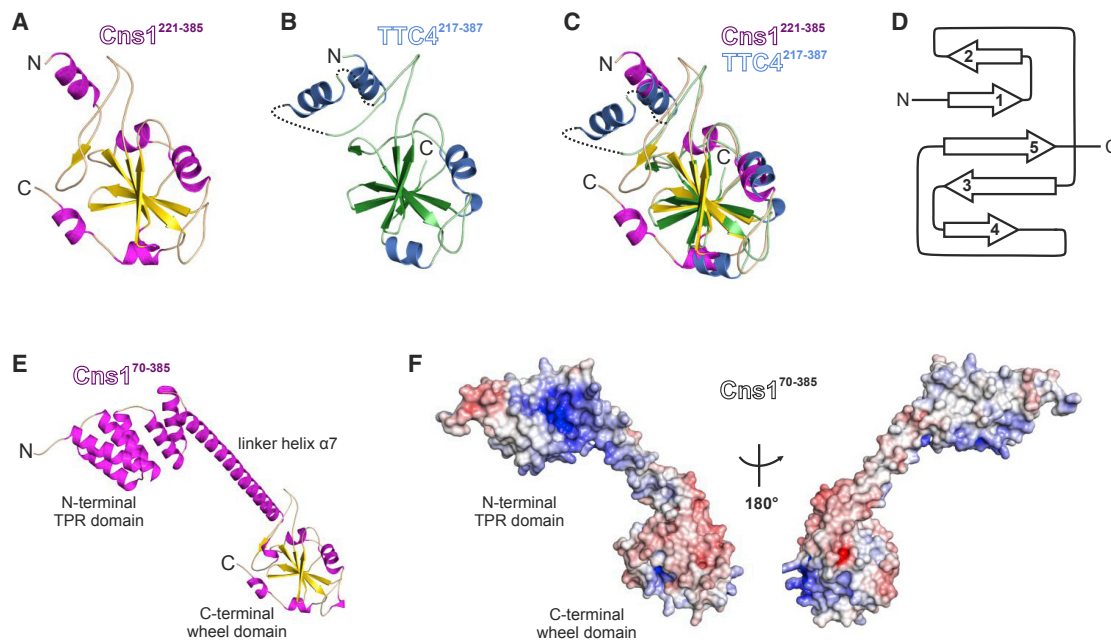 A
Cns1²²¹⁻³⁸⁵
N
C
B
TTC4²¹⁷⁻³⁸⁷
N
C
C
Cns1²²¹⁻³⁸⁵
TTC4²¹⁷⁻³⁸⁷
N
C
C
D
2
N
1
5
C
3
4
E
Cns1⁷⁰⁻³⁸⁵
N
linker helix α7
N-terminal
TPR domain
C
C-terminal
wheel domain
F
Cns1⁷⁰⁻³⁸⁵
N-terminal
TPR domain
180°
C-terminal
wheel domain